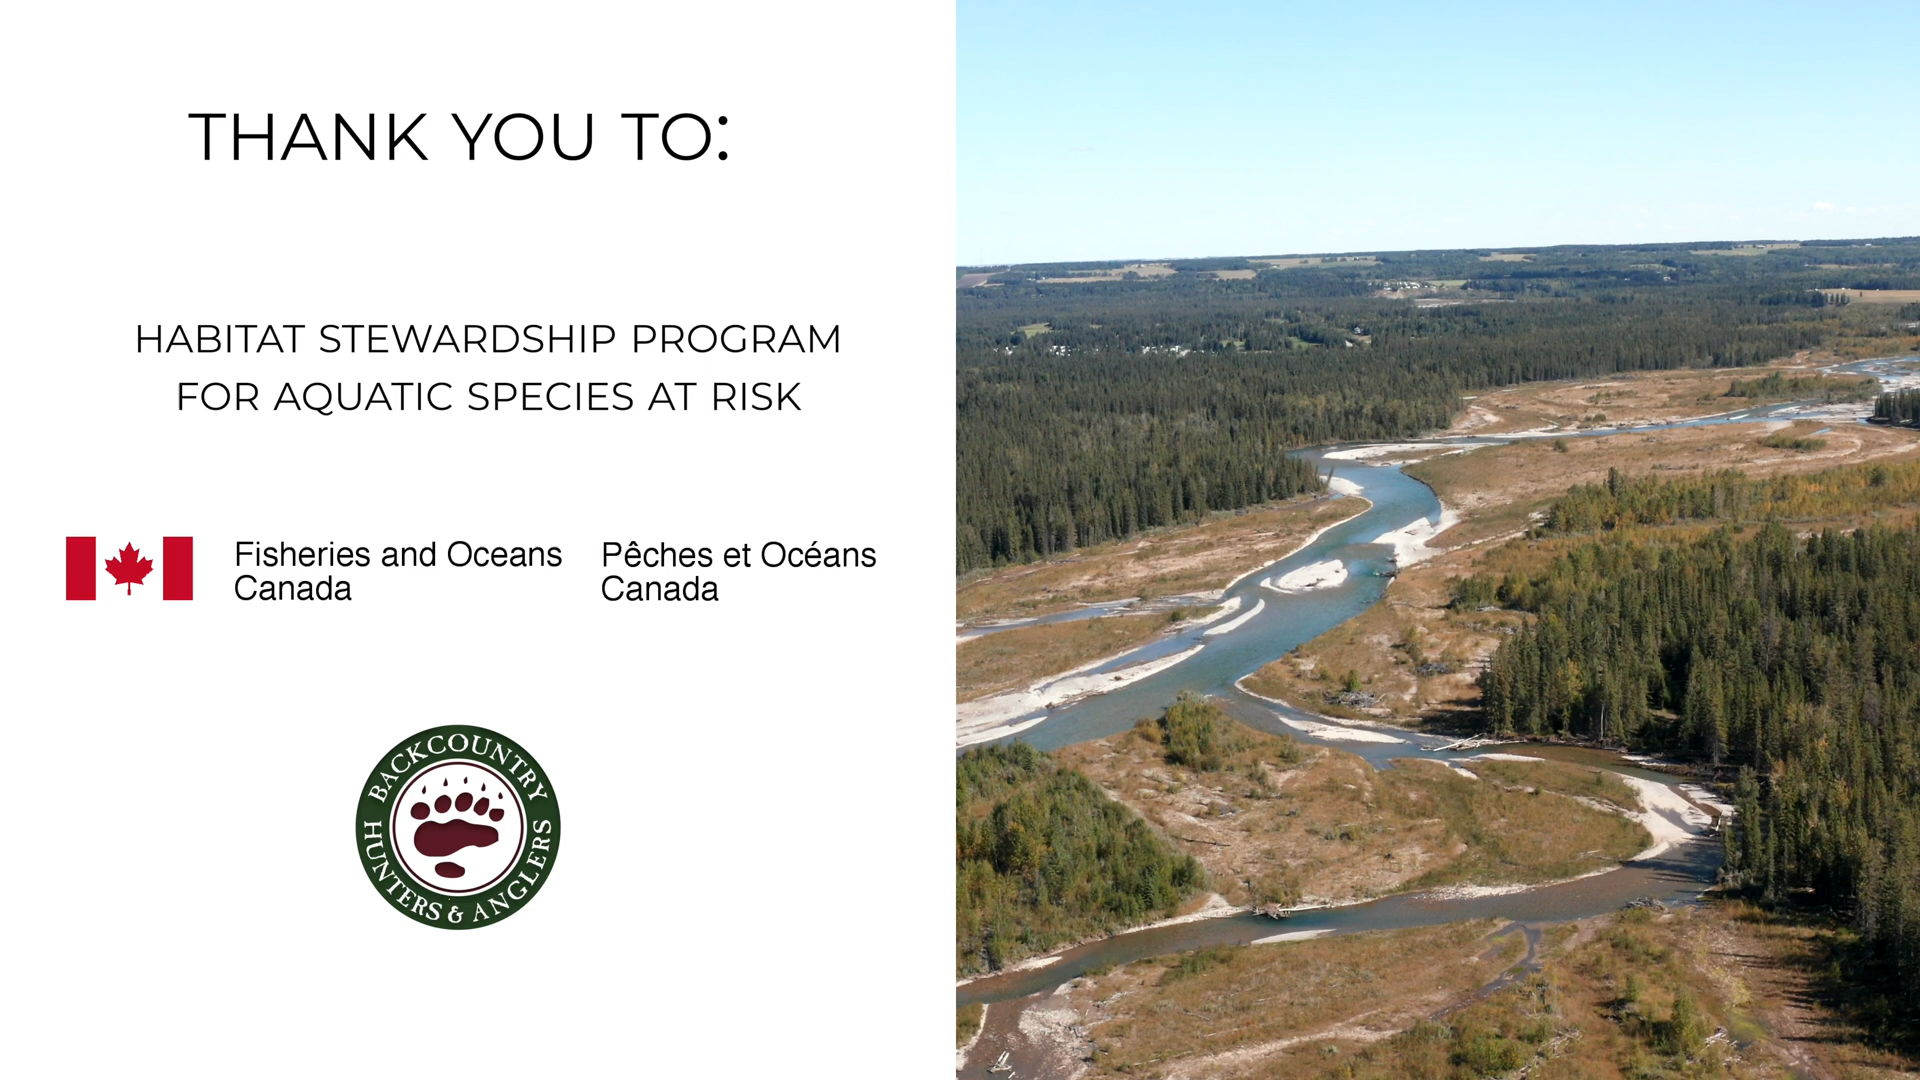 THANK YOU TO:
HABITAT STEWARDSHIP PROGRAM
FOR AQUATIC SPECIES AT RISK
Fisheries and Oceans
Canada
Pêches et Océans
Canada
BACKCOUNTRY
HUNTERS & ANGLERS